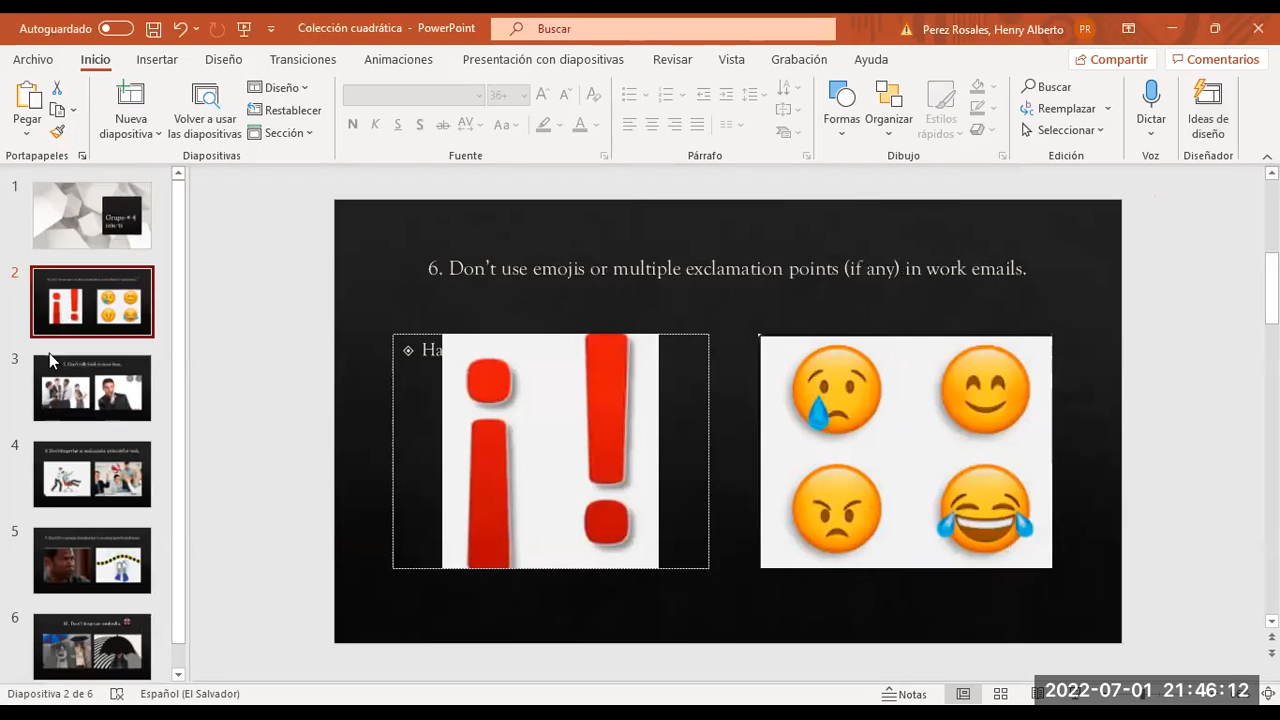 Autoguardado
Colección cuadrática - PowerPoint
Buscar
Perez Rosales, Henry Alberto
PR
Archivo
Inicio
Insertar
Diseño
Transiciones
Animaciones
Presentación con diapositivas
Revisar
Vista
Grabación
Ayuda
Compartir
Comentarios
Pegar
Nueva diapositiva
Volver a usar las diapositivas
Diseño
Restablecer
Sección
36+
N K S S ab AV Aa A
Formas
Organizar
Estilos rápidos
Buscar
Reemplazar
Seleccionar
Dictar
Ideas de diseño
Portapapeles
Diapositivas
Fuente
Párrafo
Dibujo
Edición
Voz
Diseñador
1
Grupo # 4
2
3
4
5
6
6. Don't use emojis or multiple exclamation points (if any) in work emails.
Ha
¡!
Diapositiva 2 de 6
Español (El Salvador)
Notas
2022-07-01 21:46:12